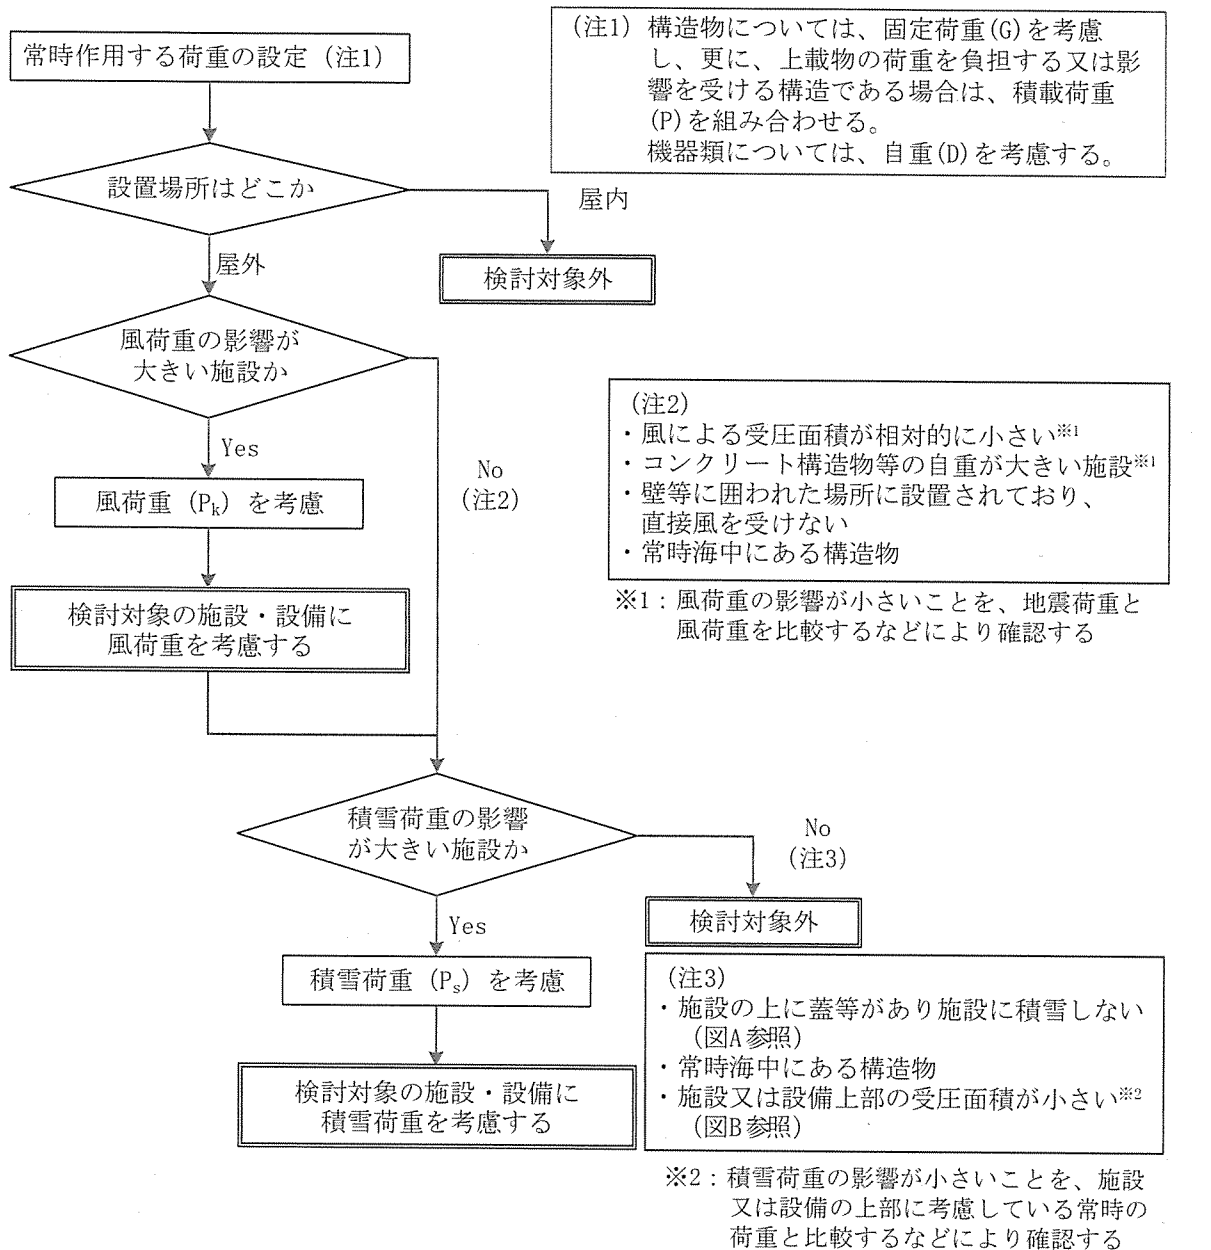 常時作用する荷重の設定（注1）
（注1）構造物については、固定荷重(G)を考慮
し、更に、上載物の荷重を負担する又は影
響を受ける構造である場合は、積載荷重
(P)を組み合わせる。
機器類については、自重(D)を考慮する。
設置場所はどこか
屋内
検討対象外
屋外
風荷重の影響が
大きい施設か
Yes
No
（注2）
風荷重（Pk）を考慮
検討対象の施設・設備に
風荷重を考慮する
（注2）
・風による受圧面積が相対的に小さい※1
・コンクリート構造物等の自重が大きい施設※1
・壁等に囲われた場所に設置されており、
直接風を受けない
・常時海中にある構造物
※1：風荷重の影響が小さいことを、地震荷重と
風荷重を比較するなどにより確認する
積雪荷重の影響
が大きい施設か
No
（注3）
検討対象外
Yes
積雪荷重（Ps）を考慮
検討対象の施設・設備に
積雪荷重を考慮する
（注3）
・施設の上に蓋等があり施設に積雪しない
（図A参照）
・常時海中にある構造物
・施設又は設備上部の受圧面積が小さい※2
（図B参照）
※2：積雪荷重の影響が小さいことを、施設
又は設備の上部に考慮している常時の
荷重と比較するなどにより確認する